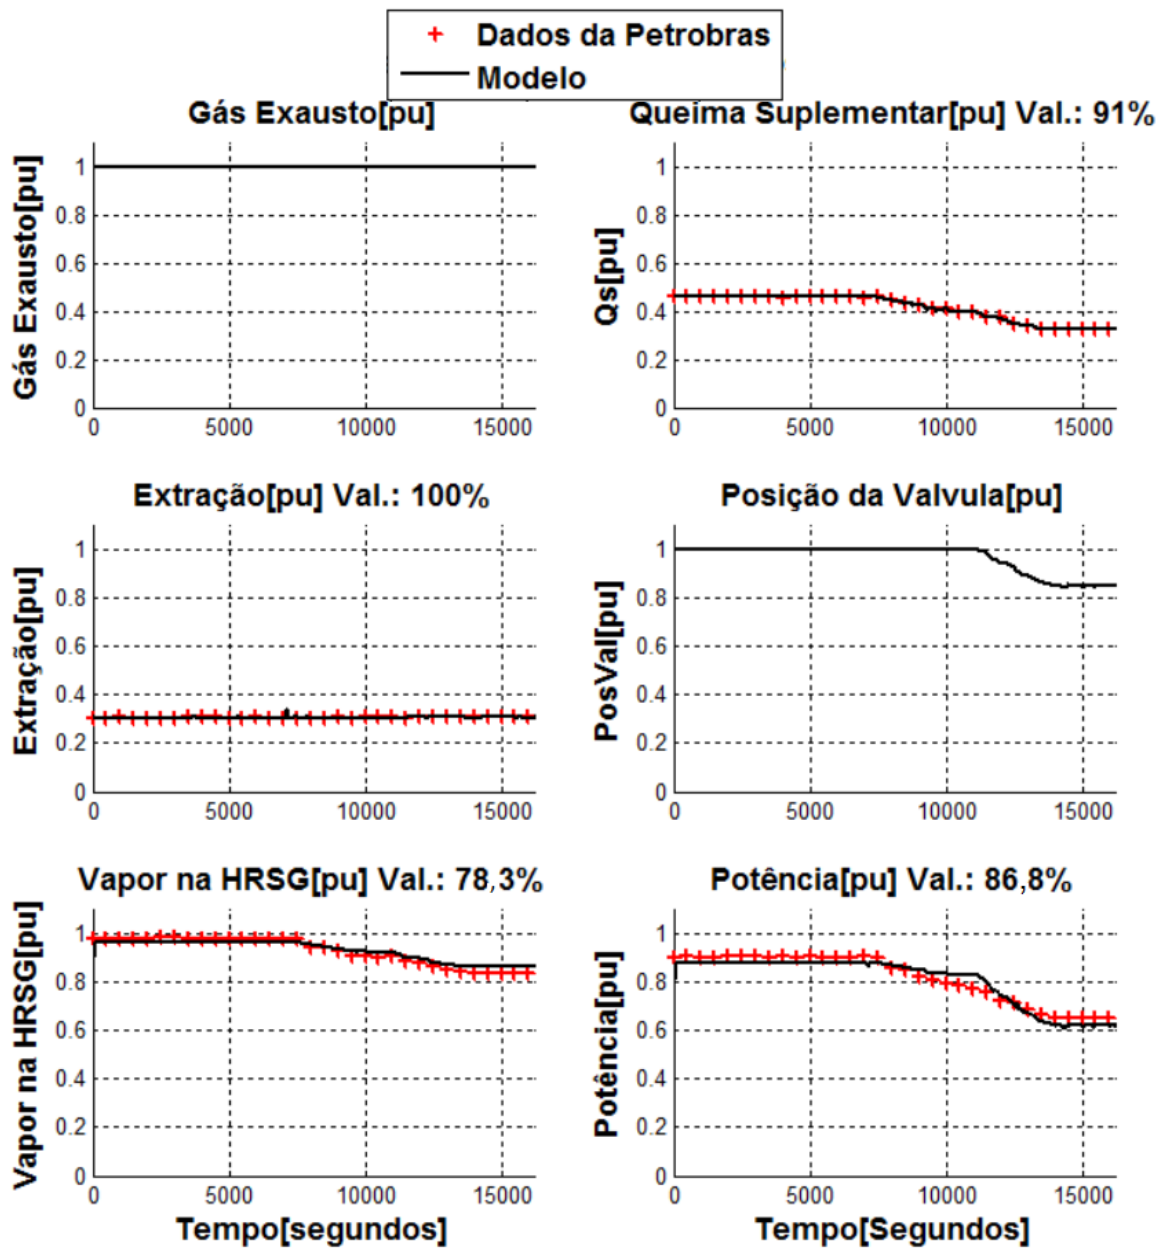 Dados da Petrobras
Modelo
Gás Exausto[pu]
Gás Exausto[pu]
1
0.8
0.6
0.4
0.2
0
0 5000 10000 15000
Queima Suplementar[pu] Val.: 91%
Qs[pu]
1
0.8
0.6
0.4
0.2
0
0 5000 10000 15000
Extração[pu] Val.: 100%
Extração[pu]
1
0.8
0.6
0.4
0.2
0
0 5000 10000 15000
Posição da Valvula[pu]
PosVal[pu]
1
0.8
0.6
0.4
0.2
0
0 5000 10000 15000
Vapor na HRSG[pu] Val.: 78,3%
Vapor na HRSG[pu]
1
0.8
0.6
0.4
0.2
0
0 5000 10000 15000
Tempo[segundos]
Potência[pu] Val.: 86,8%
Potência[pu]
1
0.8
0.6
0.4
0.2
0
0 5000 10000 15000
Tempo[Segundos]